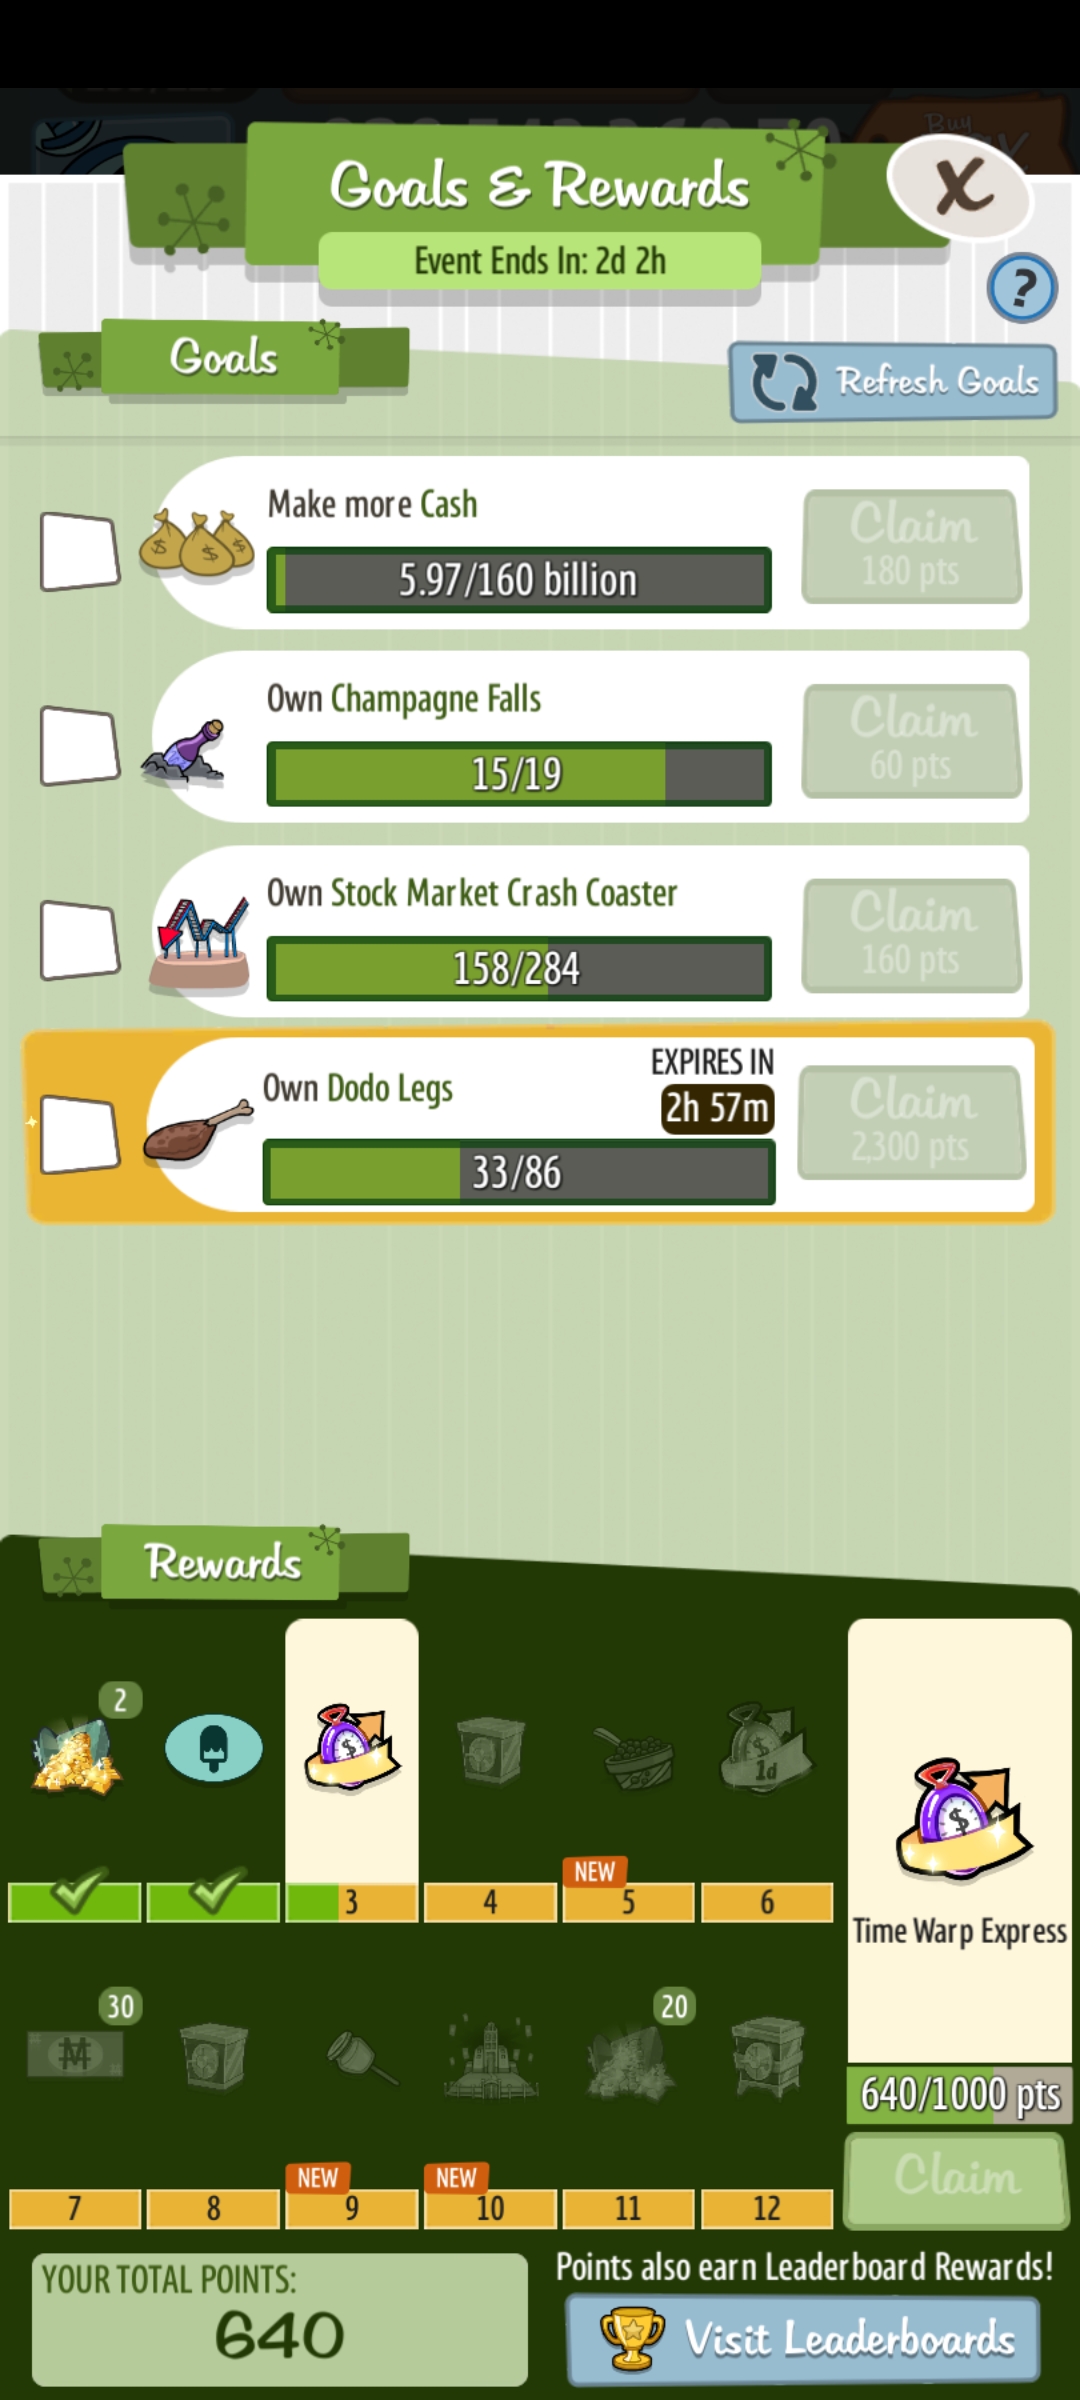 Buy
Goals & Rewards
X
Event Ends In: 2d 2h
?
Goals
Refresh Goals
Make more Cash
5.97/160 billion
Claim
180 pts
Own Champagne Falls
15/19
Claim
60 pts
Own Stock Market Crash Coaster
158/284
Claim
160 pts
Own Dodo Legs
EXPIRES IN
2h 57m
33/86
Claim
2,300 pts
Rewards
2
1d
NEW
3
4
5
6
Time Warp Express
30
20
640/1000 pts
NEW
NEW
Claim
7
8
9
10
11
12
YOUR TOTAL POINTS:
640
Points also earn Leaderboard Rewards!
Visit Leaderboards